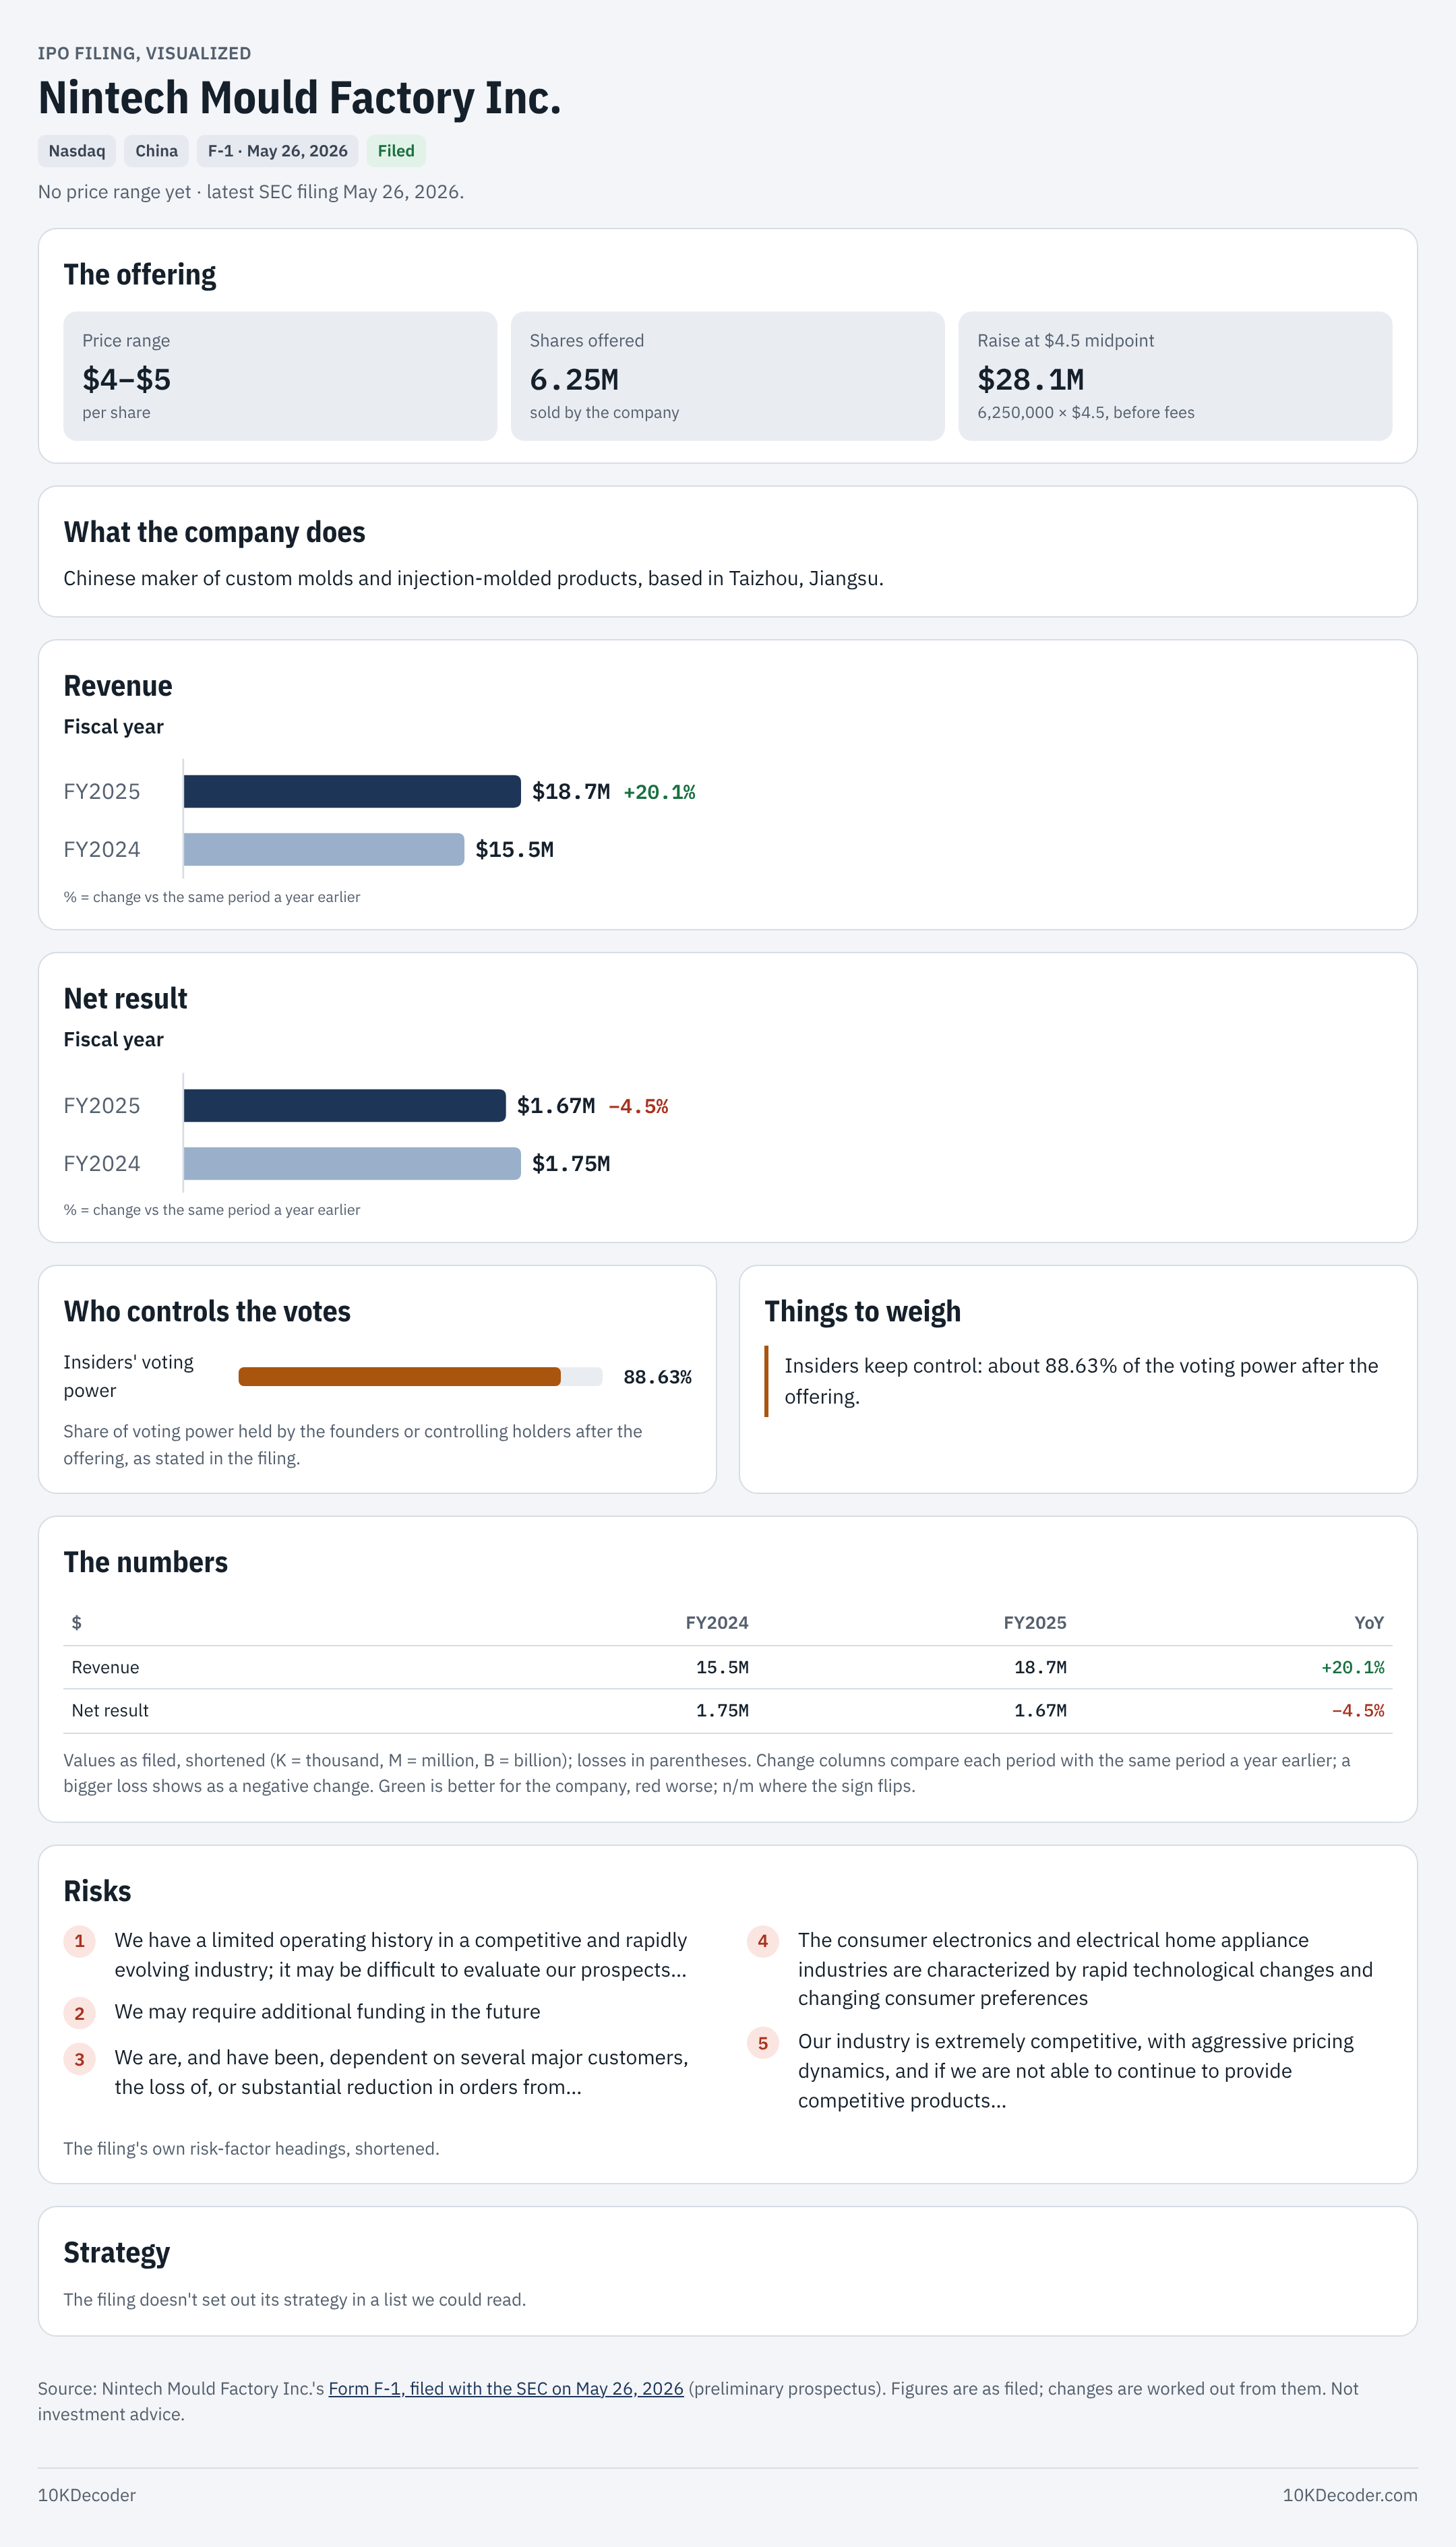 IPO FILING, VISUALIZED
Nintech Mould Factory Inc.
Nasdaq China F-1 · May 26, 2026 Filed
No price range yet · latest SEC filing May 26, 2026.
The offering
Price range
$4–$5
per share
Shares offered
6.25M
sold by the company
Raise at $4.5 midpoint
$28.1M
6,250,000 × $4.5, before fees
What the company does
Chinese maker of custom molds and injection-molded products, based in Taizhou, Jiangsu.
Revenue
Fiscal year
FY2025 $18.7M +20.1%
FY2024 $15.5M
% = change vs the same period a year earlier
Net result
Fiscal year
FY2025 $1.67M −4.5%
FY2024 $1.75M
% = change vs the same period a year earlier
Who controls the votes
Insiders' voting
power
88.63%
Share of voting power held by the founders or controlling holders after the
offering, as stated in the filing.
Things to weigh
Insiders keep control: about 88.63% of the voting power after the
offering.
The numbers
$ FY2024 FY2025 YoY
Revenue 15.5M 18.7M +20.1%
Net result 1.75M 1.67M −4.5%
Values as filed, shortened (K = thousand, M = million, B = billion); losses in parentheses. Change columns compare each period with the same period a year earlier; a
bigger loss shows as a negative change. Green is better for the company, red worse; n/m where the sign flips.
Risks
1 We have a limited operating history in a competitive and rapidly
evolving industry; it may be difficult to evaluate our prospects…
2 We may require additional funding in the future
3 We are, and have been, dependent on several major customers,
the loss of, or substantial reduction in orders from…
4 The consumer electronics and electrical home appliance
industries are characterized by rapid technological changes and
changing consumer preferences
5 Our industry is extremely competitive, with aggressive pricing
dynamics, and if we are not able to continue to provide
competitive products…
The filing's own risk-factor headings, shortened.
Strategy
The filing doesn't set out its strategy in a list we could read.
Source: Nintech Mould Factory Inc.'s Form F-1, filed with the SEC on May 26, 2026 (preliminary prospectus). Figures are as filed; changes are worked out from them. Not
investment advice.
10KDecoder
10KDecoder.com